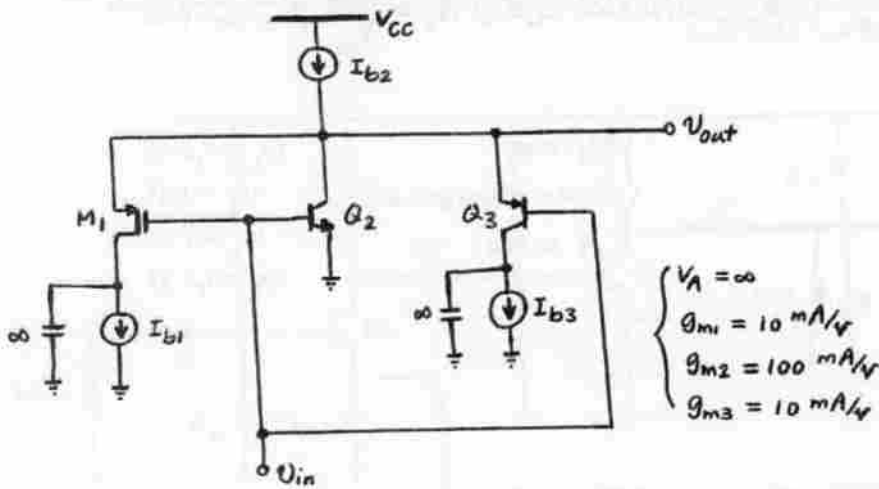 V_CC
I_b2
v_out
M_1
Q_2
Q_3
∞
I_b1
∞
I_b3
V_A = ∞
g_m1 = 10 mA/V
g_m2 = 100 mA/V
g_m3 = 10 mA/V
v_in